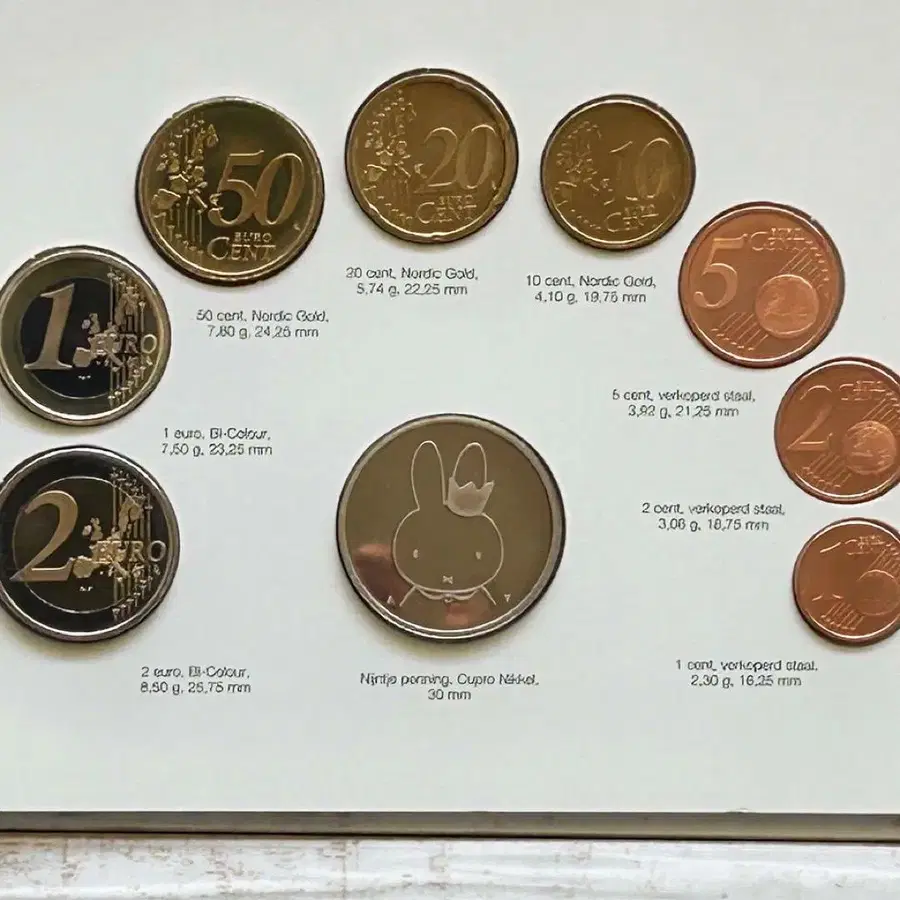 50
EURO
CENT
20
EURO
CENT
10
EURO
CENT
5
EURO
CENT
20 cent, Nordic Gold,
5,74 g, 22,25 mm
10 cent, Nordic Gold,
4,10 g, 19,75 mm
1
EURO
50 cent, Nordic Gold,
7,80 g, 24,25 mm
5 cent, verkoperd staal,
3,92 g, 21,25 mm
2
EURO
CENT
1 euro, Bi-Colour,
7,50 g, 23,25 mm
2
EURO
2 cent, verkoperd staal,
3,06 g, 18,75 mm
1
EURO
CENT
2 euro, Bi-Colour,
8,50 g, 25,75 mm
Nijntje penning, Cupro Nikkel,
30 mm
1 cent, verkoperd staal,
2,30 g, 16,25 mm